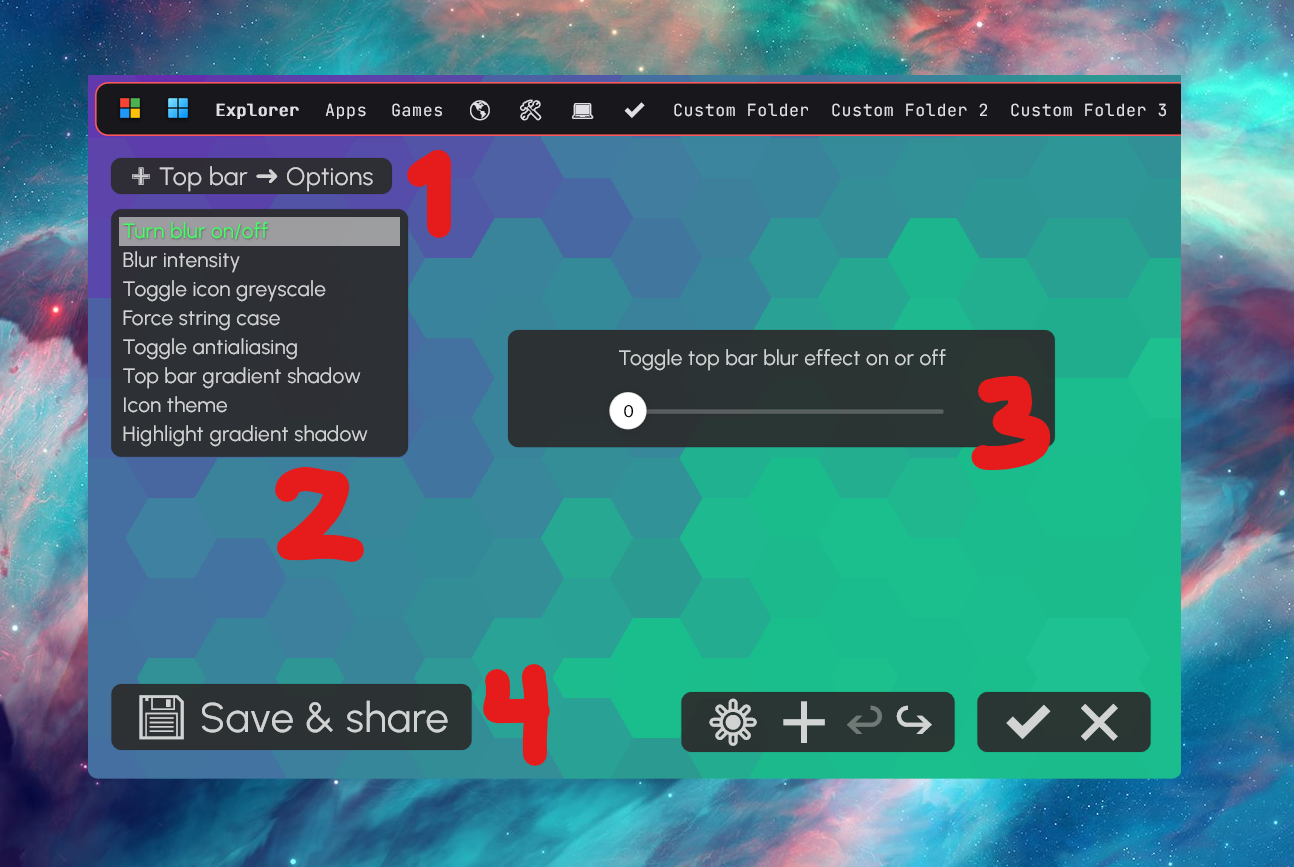 Explorer Apps Games Custom Folder Custom Folder 2 Custom Folder 3
Top bar → Options
1
Turn blur on/off
Blur intensity
Toggle icon greyscale
Force string case
Toggle antialiasing
Top bar gradient shadow
Icon theme
Highlight gradient shadow
2
Toggle top bar blur effect on or off
0
3
Save & share
4